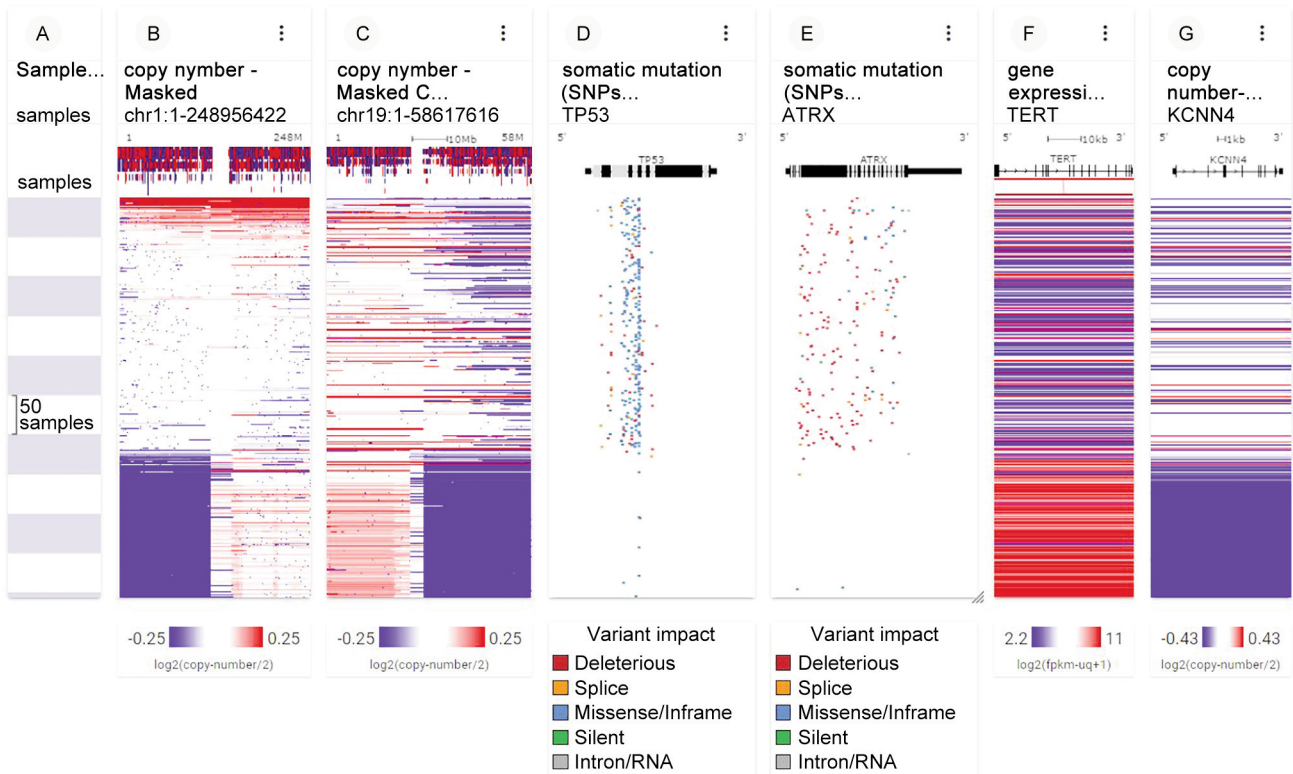 A
B
C
D
E
F
G
Sample...
samples
samples
50
samples
copy nymber -
Masked
chr1:1-248956422
1 248M
copy nymber -
Masked C...
chr19:1-58617616
1 10Mb 58M
somatic mutation
(SNPs...
TP53
5' 3'
TP53
somatic mutation
(SNPs...
ATRX
5' 3'
ATRX
gene
expressi...
TERT
5' 10kb 3'
TERT
copy
number-...
KCNN4
5' 1kb 3'
KCNN4
-0.25 0.25
log2(copy-number/2)
-0.25 0.25
log2(copy-number/2)
Variant impact
Deleterious
Splice
Missense/Inframe
Silent
Intron/RNA
Variant impact
Deleterious
Splice
Missense/Inframe
Silent
Intron/RNA
2.2 11
log2(fpkm-uq+1)
-0.43 0.43
log2(copy-number/2)